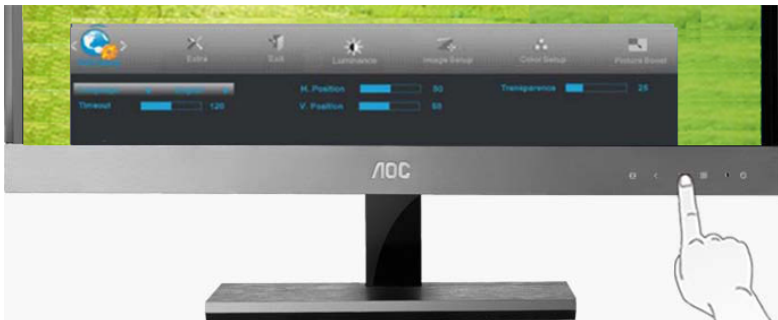 Extra
Exit
Luminance
Image Setup
Color Setup
Picture Boost
H. Position 50
Transparence 25
Timeout 120
V. Position 50
AOC